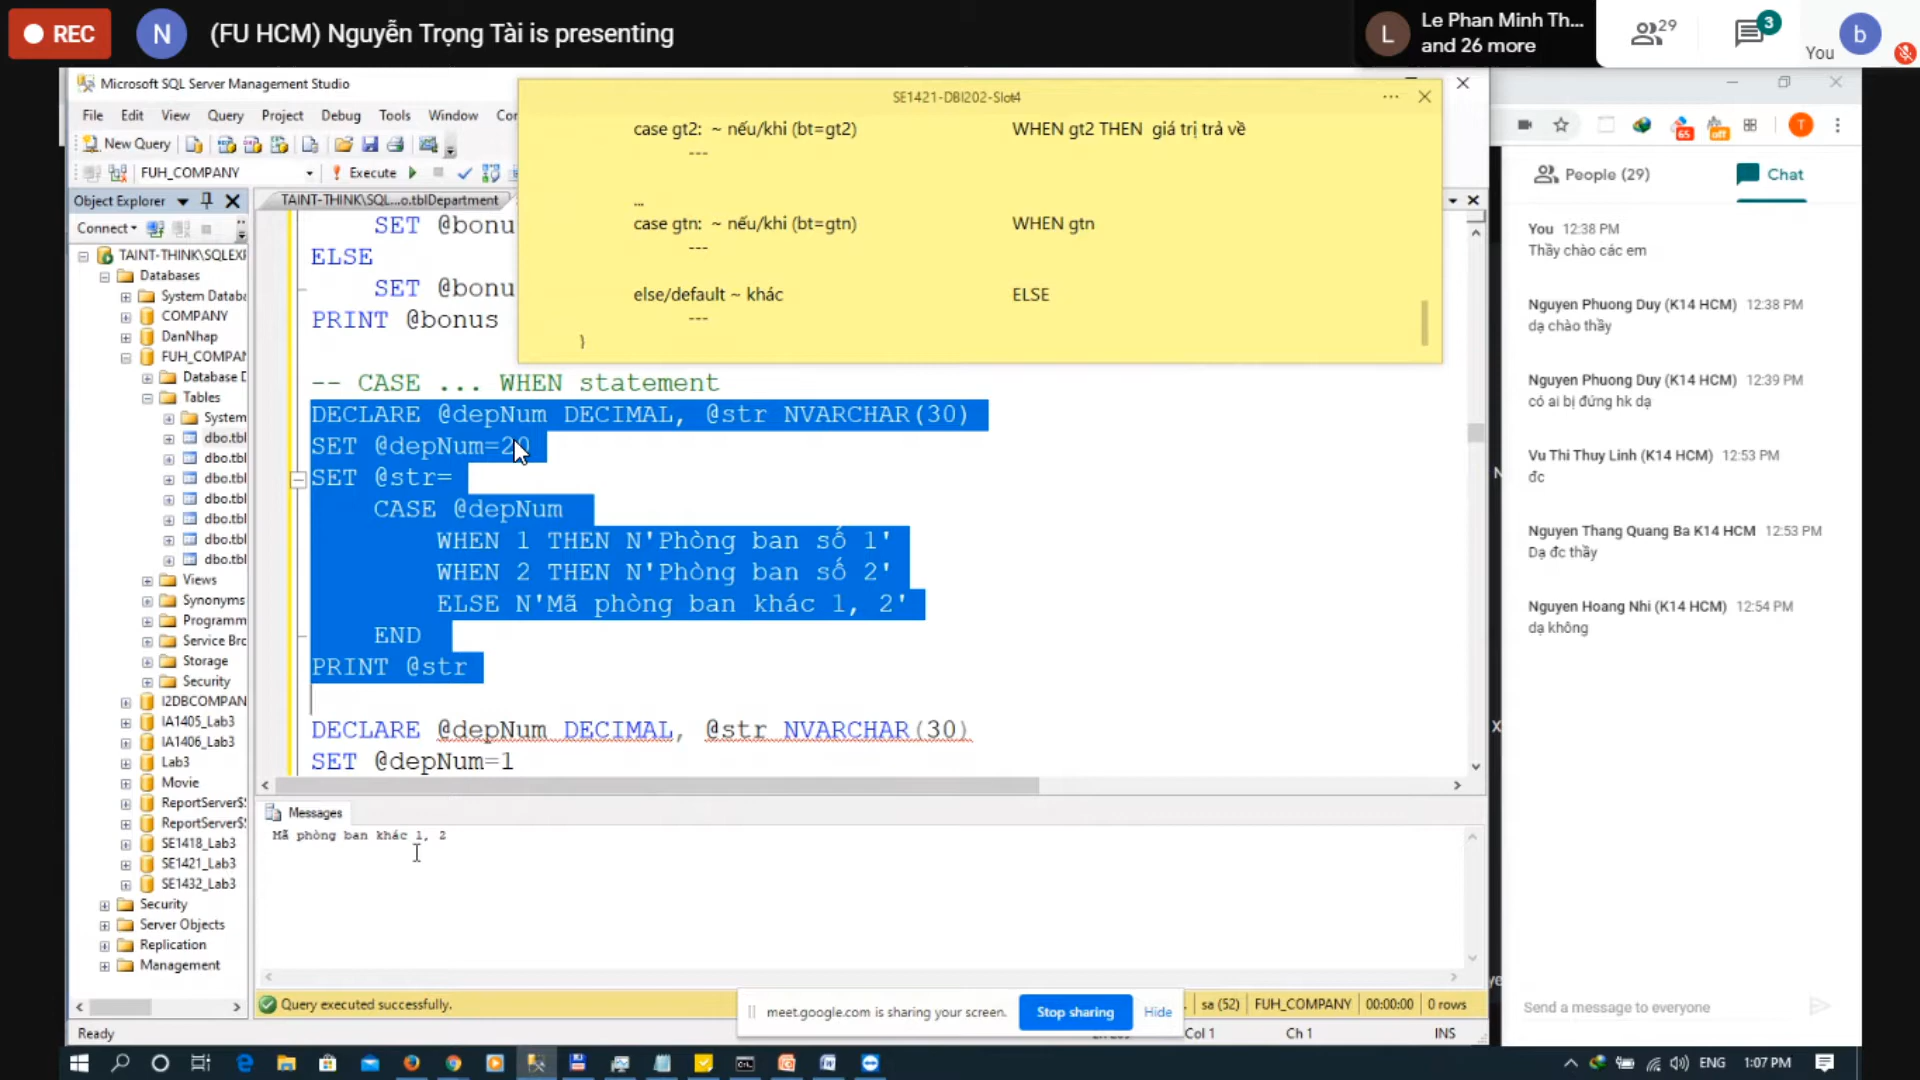 REC
N
(FU HCM) Nguyễn Trọng Tài is presenting
L
Le Phan Minh Th...
and 26 more
29
3
You
b
Microsoft SQL Server Management Studio
File Edit View Query Project Debug Tools Window
New Query
FUH_COMPANY
Execute
Object Explorer
Connect
TAINT-THINK\SQLEXF
Databases
System Databa
COMPANY
DanNhap
FUH_COMPAN
Database D
Tables
System
dbo.tbl
dbo.tbl
dbo.tbl
dbo.tbl
dbo.tbl
dbo.tbl
dbo.tbl
Views
Synonyms
Programm
Service Brc
Storage
Security
I2DBCOMPAN
IA1405_Lab3
IA1406_Lab3
Lab3
Movie
ReportServer$
ReportServer$
SE1418_Lab3
SE1421_Lab3
SE1432_Lab3
Security
Server Objects
Replication
Management
TAINT-THINK\SQL...o.tblDepartment
SET @bonu
ELSE
SET @bonu
PRINT @bonus
SE1421-DBI202-Slot4
case gt2: ~ nếu/khi (bt=gt2) WHEN gt2 THEN giá trị trả về
---
...
case gtn: ~ nếu/khi (bt=gtn) WHEN gtn
---
else/default ~ khác ELSE
---
}
-- CASE ... WHEN statement
DECLARE @depNum DECIMAL, @str NVARCHAR(30)
SET @depNum=20
SET @str=
CASE @depNum
WHEN 1 THEN N'Phòng ban số 1'
WHEN 2 THEN N'Phòng ban số 2'
ELSE N'Mã phòng ban khác 1, 2'
END
PRINT @str
DECLARE @depNum DECIMAL, @str NVARCHAR(30)
SET @depNum=1
Messages
Mã phòng ban khác 1, 2
Query executed successfully.
sa (52) FUH_COMPANY 00:00:00 0 rows
meet.google.com is sharing your screen. Stop sharing Hide
Ready
Col 1 Ch 1 INS
65
off
T
People (29)
Chat
You 12:38 PM
Thầy chào các em
Nguyen Phuong Duy (K14 HCM) 12:38 PM
dạ chào thầy
Nguyen Phuong Duy (K14 HCM) 12:39 PM
có ai bị đứng hk dạ
Vu Thi Thuy Linh (K14 HCM) 12:53 PM
đc
Nguyen Thang Quang Ba K14 HCM 12:53 PM
Dạ đc thầy
Nguyen Hoang Nhi (K14 HCM) 12:54 PM
dạ không
Send a message to everyone
ENG 1:07 PM